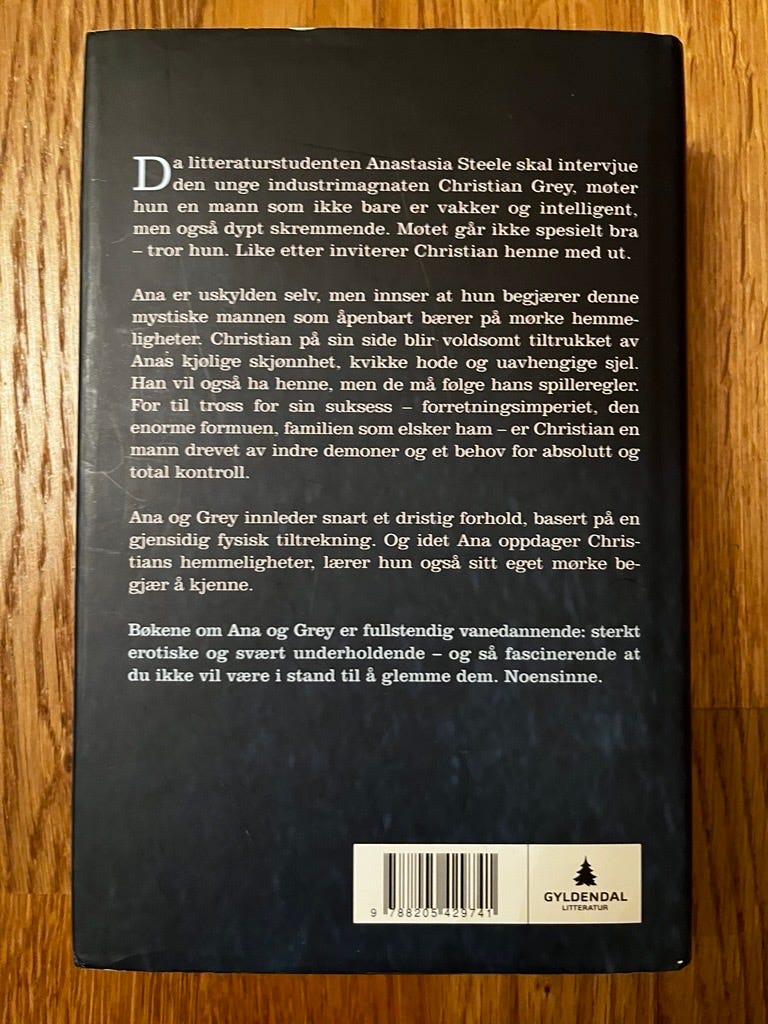 Da litteraturstudenten Anastasia Steele skal intervjue
den unge industrimagnaten Christian Grey, møter
hun en mann som ikke bare er vakker og intelligent,
men også dypt skremmende. Møtet går ikke spesielt bra
– tror hun. Like etter inviterer Christian henne med ut.
Ana er uskylden selv, men innser at hun begjærer denne
mystiske mannen som åpenbart bærer på mørke hemme-
ligheter. Christian på sin side blir voldsomt tiltrukket av
Anas kjølige skjønnhet, kvikke hode og uavhengige sjel.
Han vil også ha henne, men de må følge hans spilleregler.
For til tross for sin suksess – forretningsimperiet, den
enorme formuen, familien som elsker ham – er Christian en
mann drevet av indre demoner og et behov for absolutt og
total kontroll.
Ana og Grey innleder snart et dristig forhold, basert på en
gjensidig fysisk tiltrekning. Og idet Ana oppdager Chris-
tians hemmeligheter, lærer hun også sitt eget mørke be-
gjær å kjenne.
Bøkene om Ana og Grey er fullstendig vanedannende: sterkt
erotiske og svært underholdende – og så fascinerende at
du ikke vil være i stand til å glemme dem. Noensinne.
9 788205 429741
GYLDENDAL
LITTERATUR